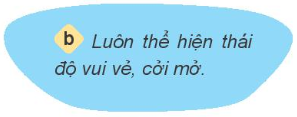 b Luôn thể hiện thái
độ vui vẻ, cởi mở.